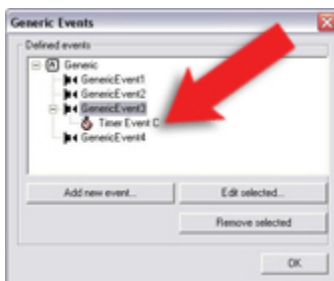 Generic Events
Defined events
Generic
GenericEvent1
GenericEvent2
GenericEvent3
Timer Event
GenericEvent4
Add new event...
Edit selected...
Remove selected
OK